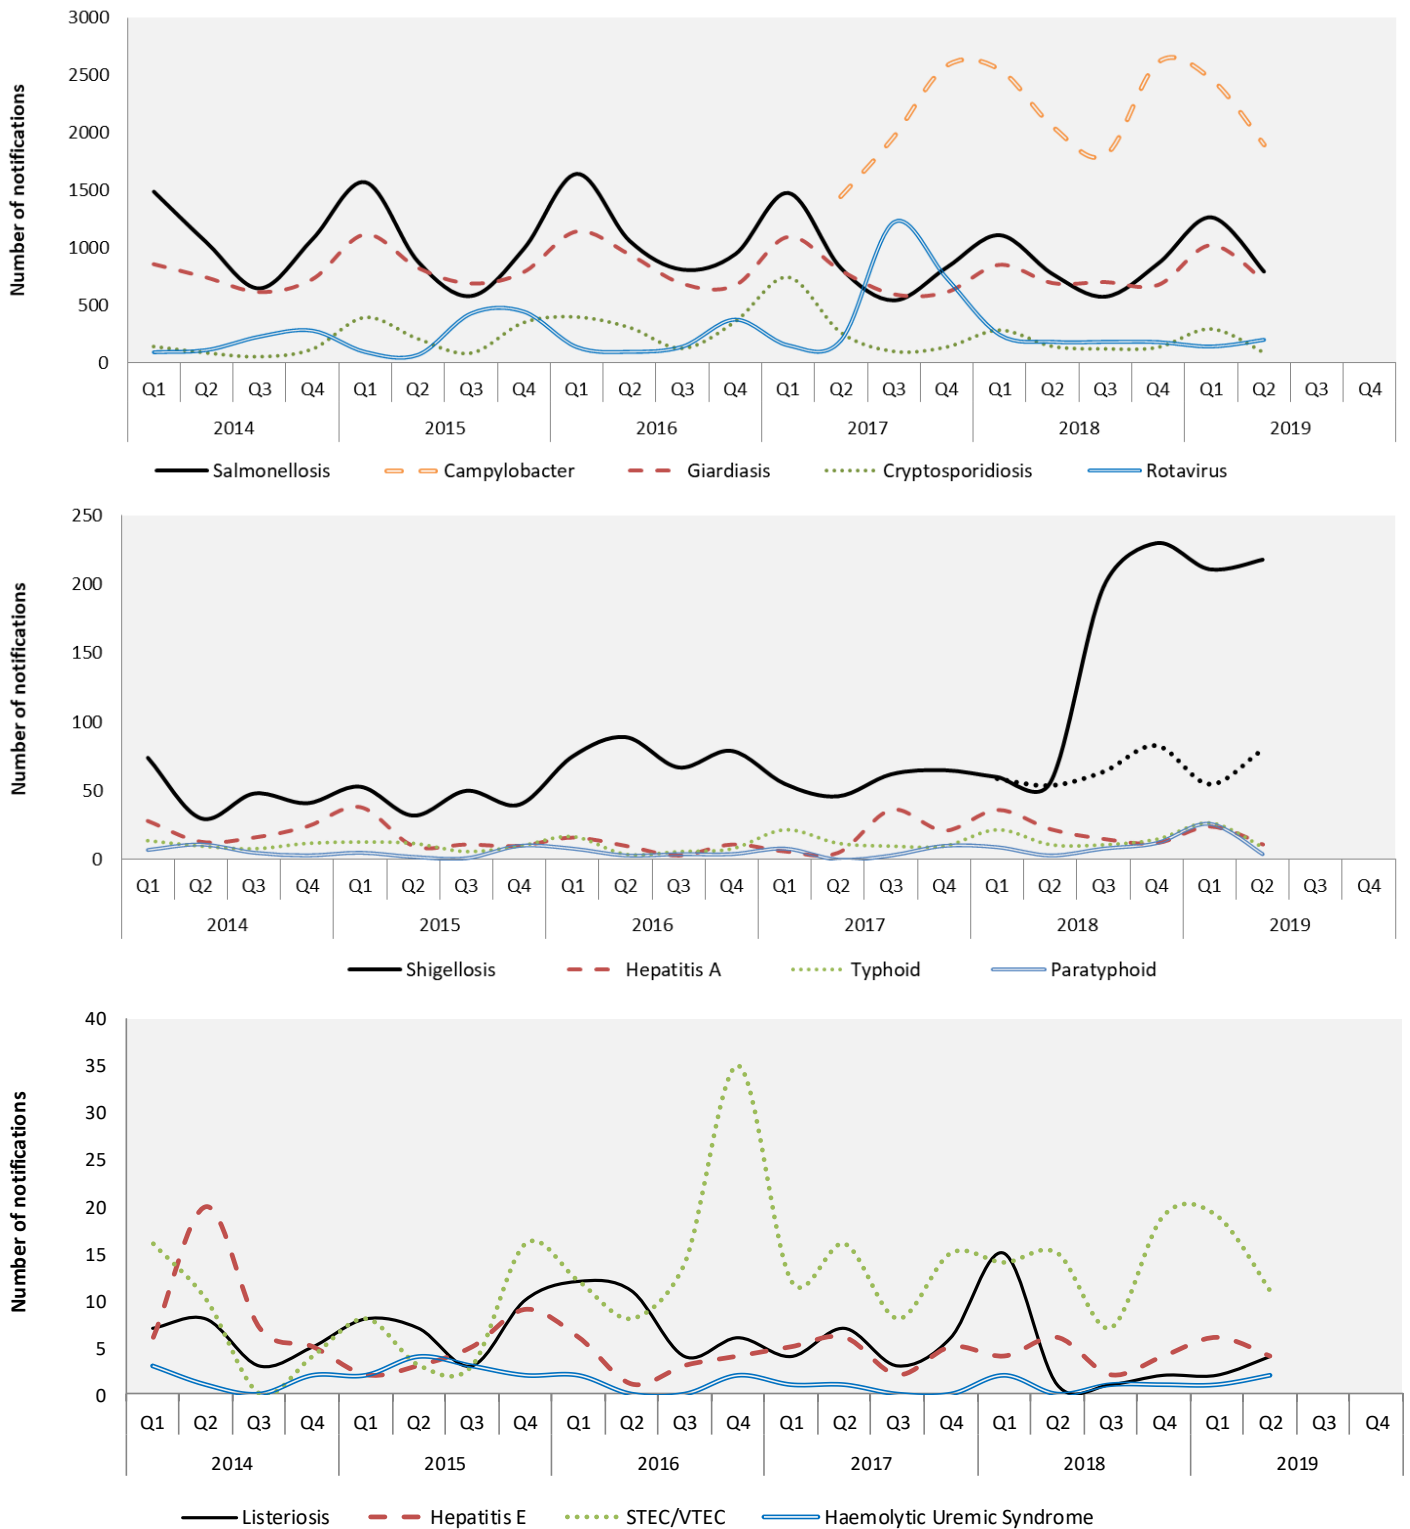 Number of notifications
3000
2500
2000
1500
1000
500
0
Q1 Q2 Q3 Q4 Q1 Q2 Q3 Q4 Q1 Q2 Q3 Q4 Q1 Q2 Q3 Q4 Q1 Q2 Q3 Q4 Q1 Q2 Q3 Q4
2014 2015 2016 2017 2018 2019
Salmonellosis Campylobacter Giardiasis Cryptosporidiosis Rotavirus
Number of notifications
250
200
150
100
50
0
Q1 Q2 Q3 Q4 Q1 Q2 Q3 Q4 Q1 Q2 Q3 Q4 Q1 Q2 Q3 Q4 Q1 Q2 Q3 Q4 Q1 Q2 Q3 Q4
2014 2015 2016 2017 2018 2019
Shigellosis Hepatitis A Typhoid Paratyphoid
Number of notifications
40
35
30
25
20
15
10
5
0
Q1 Q2 Q3 Q4 Q1 Q2 Q3 Q4 Q1 Q2 Q3 Q4 Q1 Q2 Q3 Q4 Q1 Q2 Q3 Q4 Q1 Q2 Q3 Q4
2014 2015 2016 2017 2018 2019
Listeriosis Hepatitis E STEC/VTEC Haemolytic Uremic Syndrome